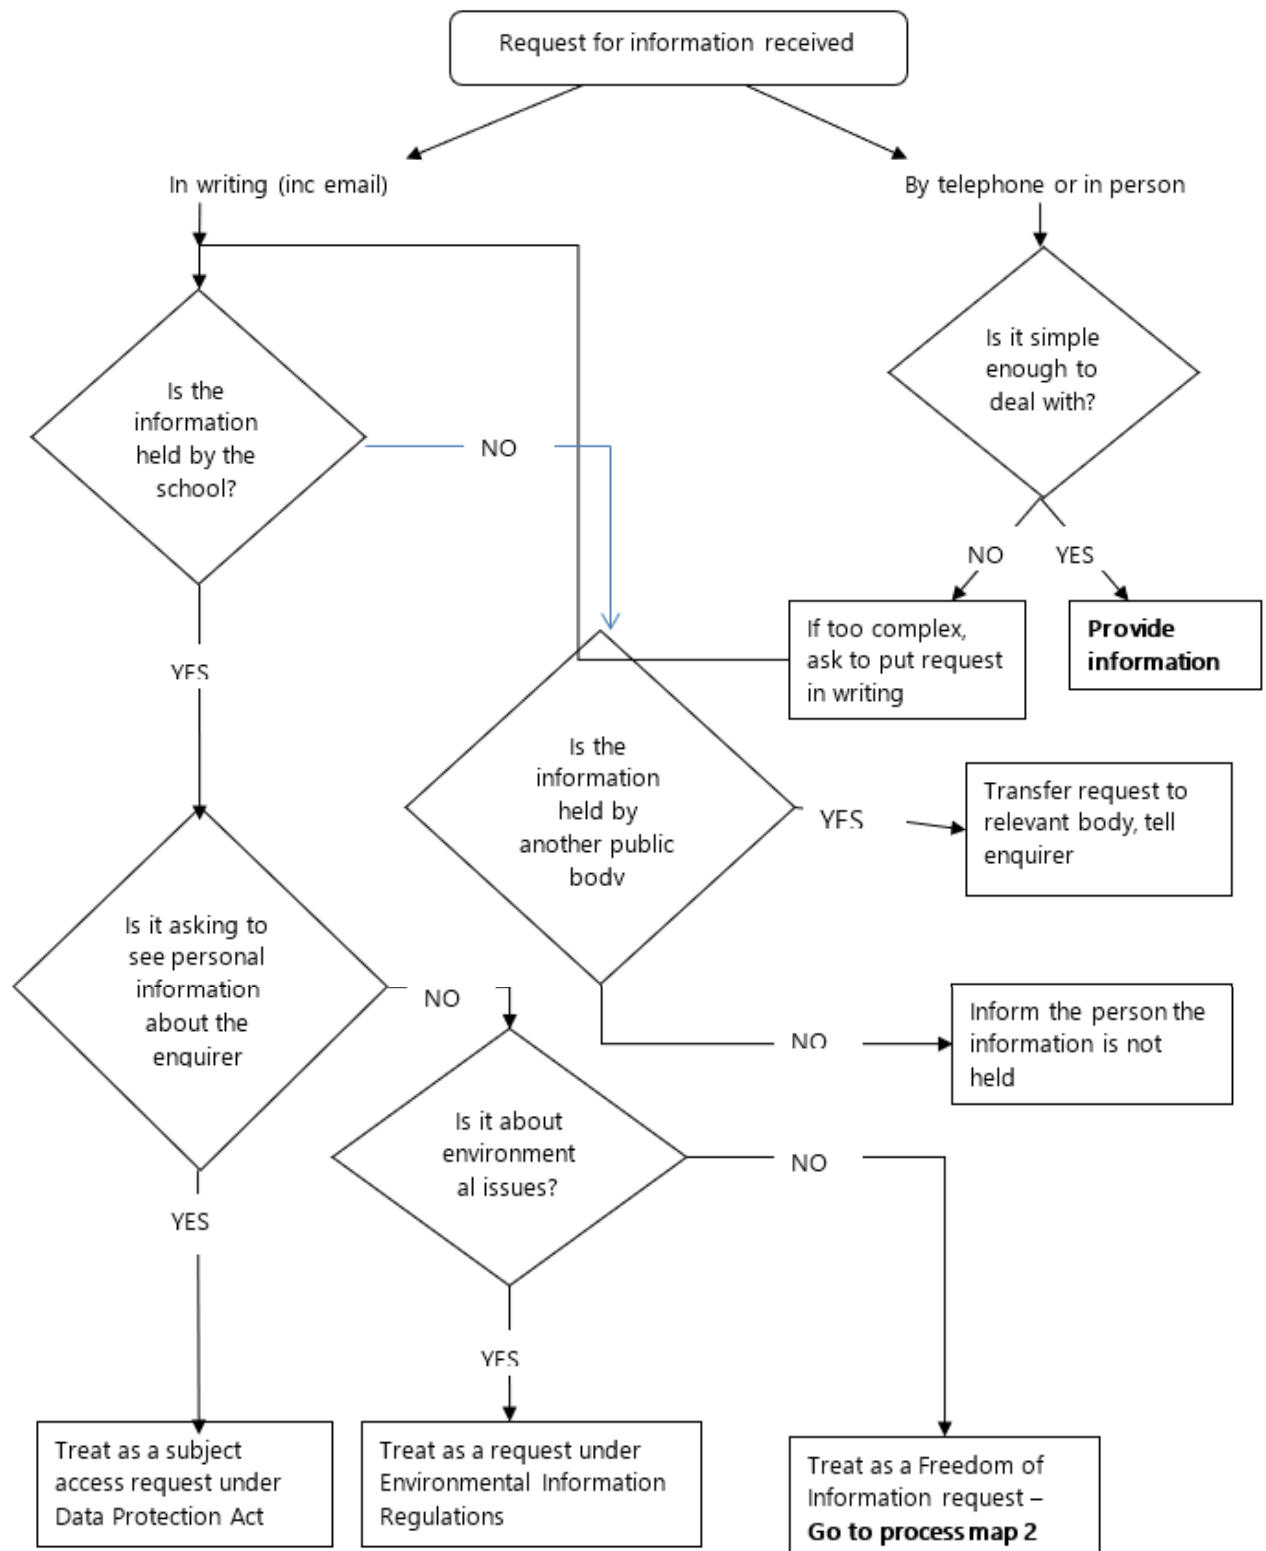 Request for information received
In writing (inc email)
By telephone or in person
Is it simple
enough to
deal with?
Is the
information
held by the
school?
NO
NO
YES
If too complex,
ask to put request
in writing
Provide
information
YES
Is the
information
held by
another public
body
YES
Transfer request to
relevant body, tell
enquirer
Is it asking to
see personal
information
about the
enquirer
NO
NO
Inform the person the
information is not
held
Is it about
environment
al issues?
NO
YES
YES
Treat as a subject
access request under
Data Protection Act
Treat as a request under
Environmental Information
Regulations
Treat as a Freedom of
Information request –
Go to process map 2